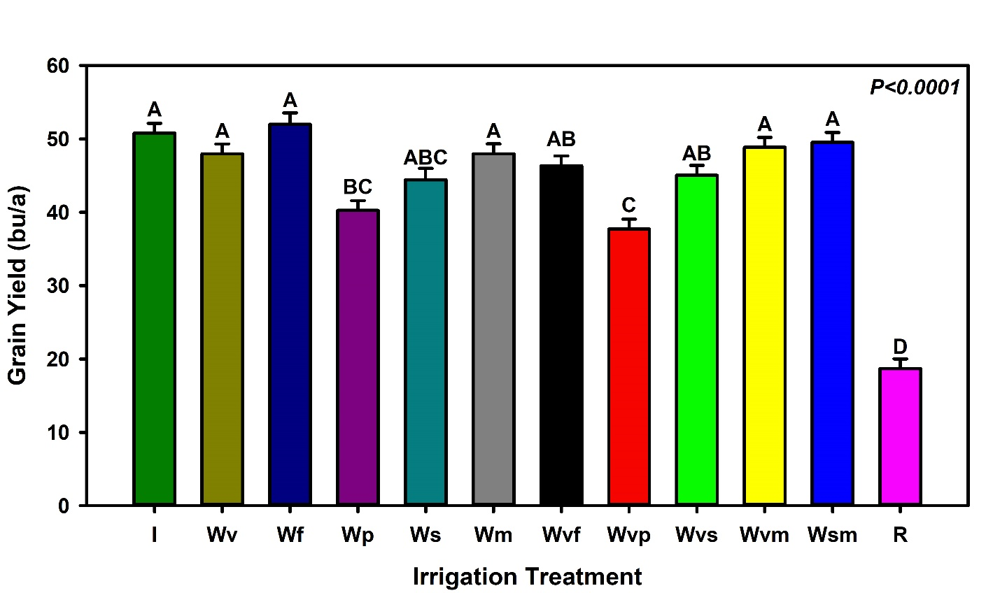 P<0.0001
Grain Yield (bu/a)
60
50
40
30
20
10
0
A A A BC ABC A AB C AB A A D
I Wv Wf Wp Ws Wm Wvf Wvp Wvs Wvm Wsm R
Irrigation Treatment